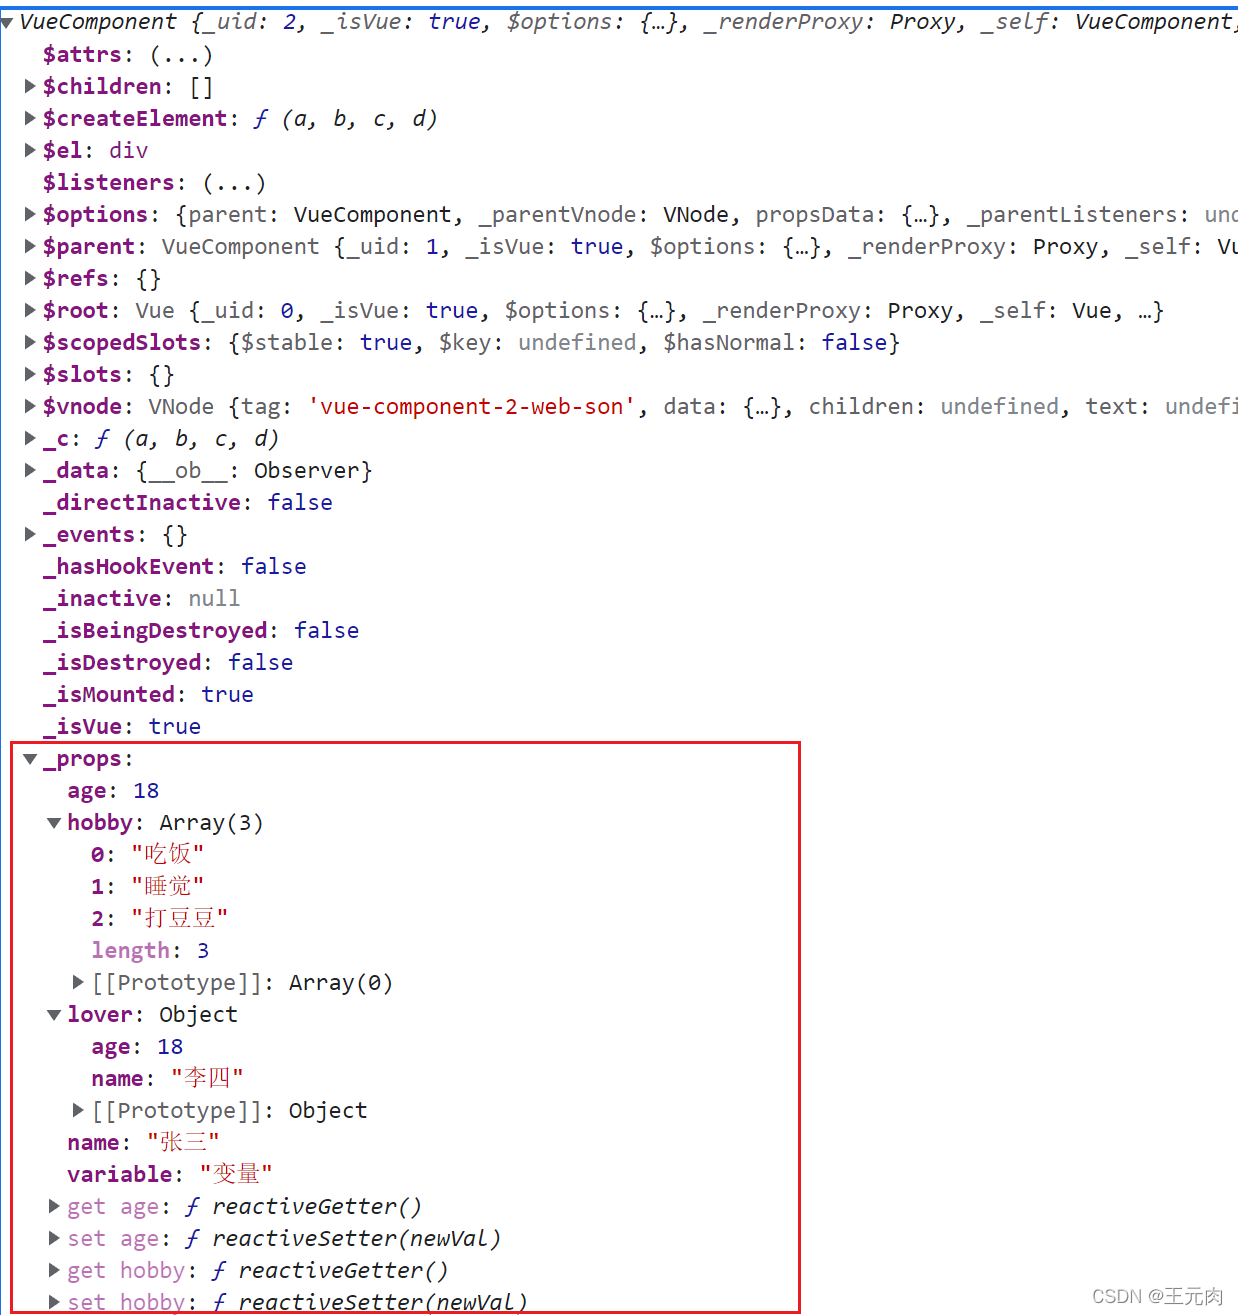 VueComponent {_uid: 2, _isVue: true, $options: {…}, _renderProxy: Proxy, _self: VueComponent,
$attrs: (...)
$children: []
$createElement: ƒ (a, b, c, d)
$el: div
$listeners: (...)
$options: {parent: VueComponent, _parentVnode: VNode, propsData: {…}, _parentListeners: und
$parent: VueComponent {_uid: 1, _isVue: true, $options: {…}, _renderProxy: Proxy, _self: Vu
$refs: {}
$root: Vue {_uid: 0, _isVue: true, $options: {…}, _renderProxy: Proxy, _self: Vue, …}
$scopedSlots: {$stable: true, $key: undefined, $hasNormal: false}
$slots: {}
$vnode: VNode {tag: 'vue-component-2-web-son', data: {…}, children: undefined, text: undefi
_c: ƒ (a, b, c, d)
_data: {__ob__: Observer}
_directInactive: false
_events: {}
_hasHookEvent: false
_inactive: null
_isBeingDestroyed: false
_isDestroyed: false
_isMounted: true
_isVue: true
_props:
age: 18
hobby: Array(3)
0: "吃饭"
1: "睡觉"
2: "打豆豆"
length: 3
[[Prototype]]: Array(0)
lover: Object
age: 18
name: "李四"
[[Prototype]]: Object
name: "张三"
variable: "变量"
get age: ƒ reactiveGetter()
set age: ƒ reactiveSetter(newVal)
get hobby: ƒ reactiveGetter()
set hobby: ƒ reactiveSetter(newVal)
CSDN @王元肉